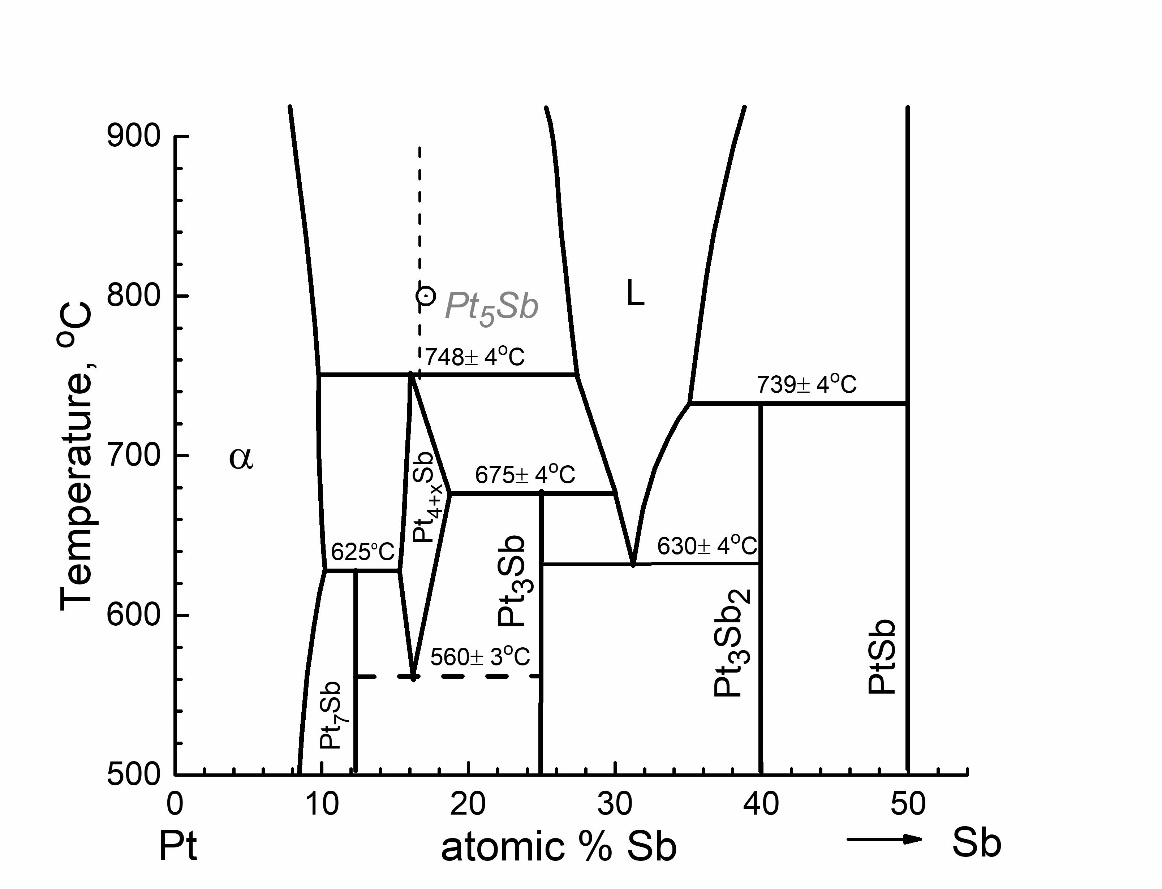 900
800
700
600
500
Temperature, °C
α
L
Pt₅Sb
748± 4°C
739± 4°C
Pt₄₊ₓSb
675± 4°C
625°C
630± 4°C
560± 3°C
Pt₇Sb
Pt₃Sb
Pt₃Sb₂
PtSb
0 10 20 30 40 50
Pt atomic % Sb Sb